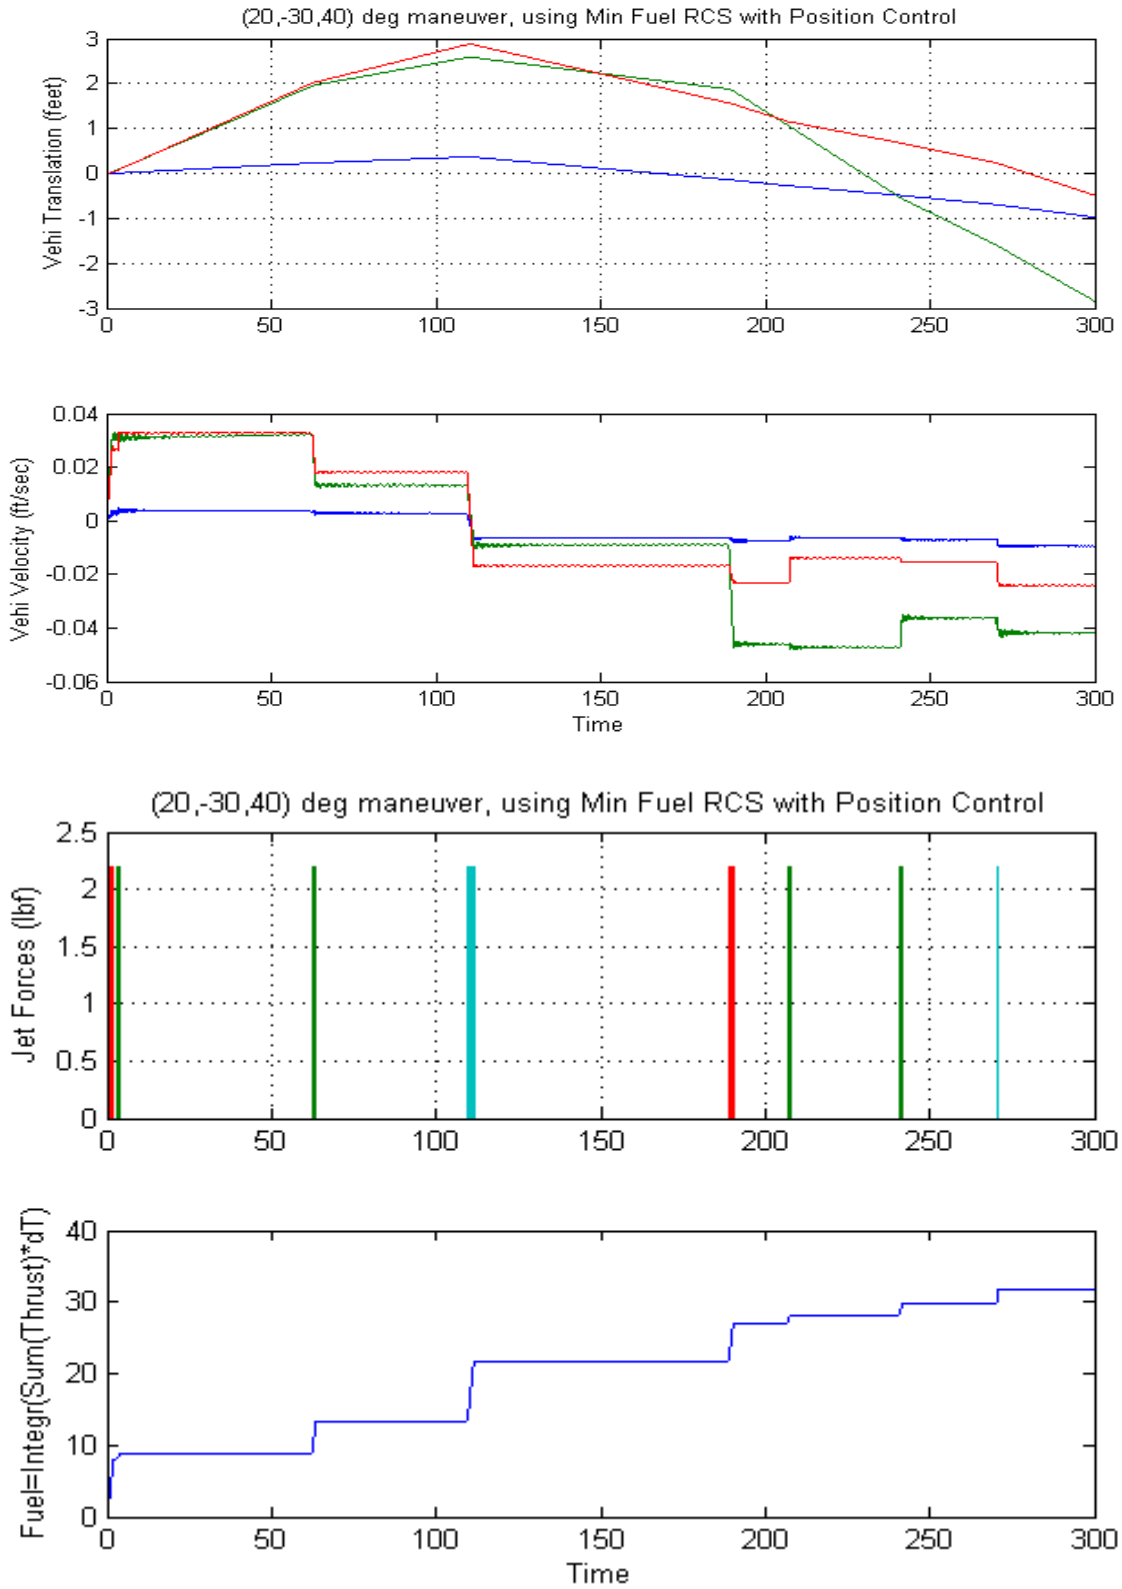 (20,-30,40) deg maneuver, using Min Fuel RCS with Position Control
Vehi Translation (feet)
3
2
1
0
-1
-2
-3
0 50 100 150 200 250 300
Vehi Velocity (ft/sec)
0.04
0.02
0
-0.02
-0.04
-0.06
0 50 100 150 200 250 300
Time
(20,-30,40) deg maneuver, using Min Fuel RCS with Position Control
Jet Forces (lbf)
2.5
2
1.5
1
0.5
0
0 50 100 150 200 250 300
Fuel=Integr(Sum(Thrust)*dT)
40
30
20
10
0
0 50 100 150 200 250 300
Time